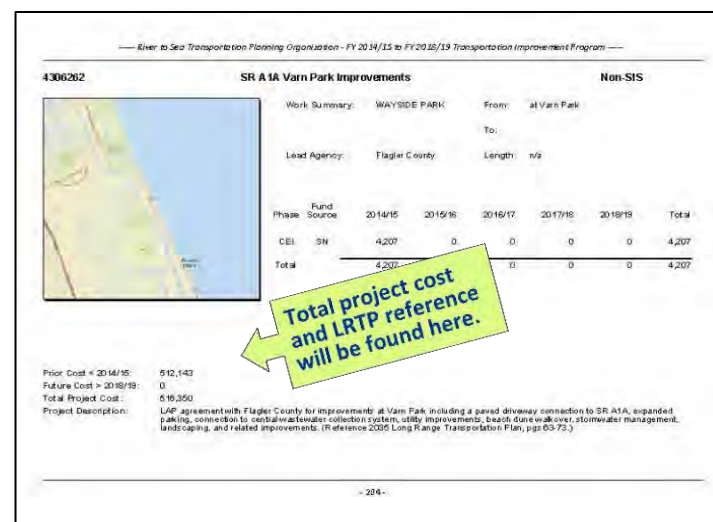 ---- River to Sea Transportation Planning Organization - FY 2014/15 to FY 2018/19 Transportation Improvement Program ----
4306262 SR A1A Varn Park Improvements Non-SIS
Work Summary: WAYSIDE PARK From: at Varn Park
To:
Lead Agency: Flagler County Length: n/a
Phase Fund Source 2014/15 2015/16 2016/17 2017/18 2018/19 Total
CEI SN 4,207 0 0 0 0 4,207
Total 4,207 0 0 0 4,207
Total project cost
and LRTP reference
will be found here.
Prior Cost < 2014/15: 512,143
Future Cost > 2018/19: 0
Total Project Cost: 516,350
Project Description: LAP agreement with Flagler County for improvements at Varn Park including a paved driveway connection to SR A1A, expanded
parking, connection to central wastewater collection system, utility improvements, beach dune walkover, stormwater management,
landscaping, and related improvements. (Reference 2035 Long Range Transportation Plan, pgs 63-73.)
- 204 -